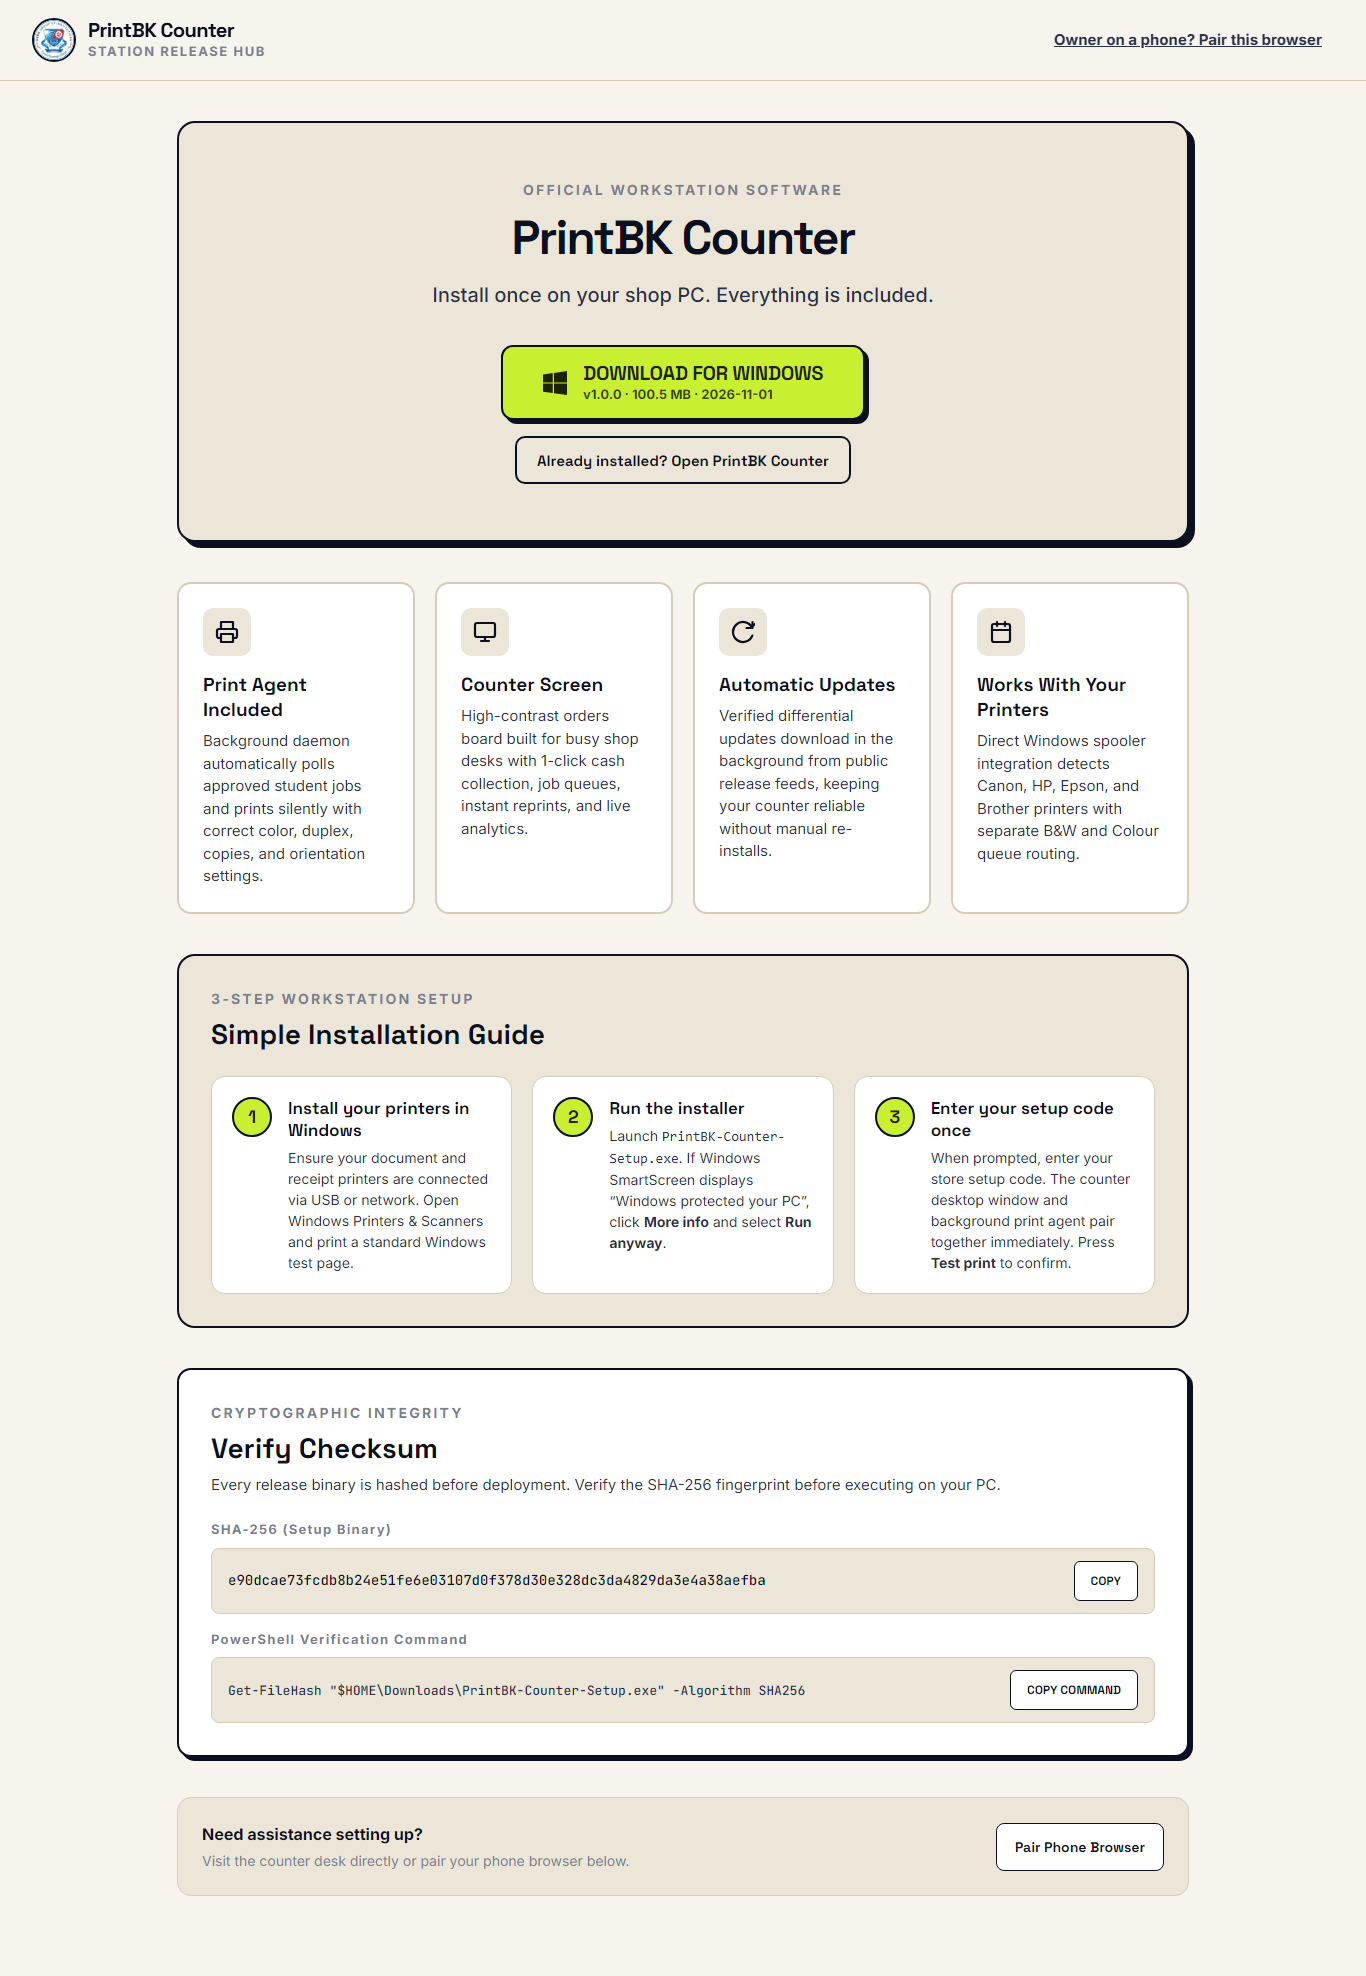 PrintBK Counter
STATION RELEASE HUB
Owner on a phone? Pair this browser
OFFICIAL WORKSTATION SOFTWARE
PrintBK Counter
Install once on your shop PC. Everything is included.
DOWNLOAD FOR WINDOWS
v1.0.0 · 100.5 MB · 2026-11-01
Already installed? Open PrintBK Counter
Print Agent
Included
Background daemon
automatically polls
approved student jobs
and prints silently with
correct color, duplex,
copies, and orientation
settings.
Counter Screen
High-contrast orders
board built for busy shop
desks with 1-click cash
collection, job queues,
instant reprints, and live
analytics.
Automatic Updates
Verified differential
updates download in the
background from public
release feeds, keeping
your counter reliable
without manual re-
installs.
Works With Your
Printers
Direct Windows spooler
integration detects
Canon, HP, Epson, and
Brother printers with
separate B&W and Colour
queue routing.
3-STEP WORKSTATION SETUP
Simple Installation Guide
1
Install your printers in
Windows
Ensure your document and
receipt printers are connected
via USB or network. Open
Windows Printers & Scanners
and print a standard Windows
test page.
2
Run the installer
Launch PrintBK-Counter-
Setup.exe. If Windows
SmartScreen displays
“Windows protected your PC”,
click More info and select Run
anyway.
3
Enter your setup code
once
When prompted, enter your
store setup code. The counter
desktop window and
background print agent pair
together immediately. Press
Test print to confirm.
CRYPTOGRAPHIC INTEGRITY
Verify Checksum
Every release binary is hashed before deployment. Verify the SHA-256 fingerprint before executing on your PC.
SHA-256 (Setup Binary)
e90dcae73fcdb8b24e51fe6e03107d0f378d30e328dc3da4829da3e4a38aefba
COPY
PowerShell Verification Command
Get-FileHash "$HOME\Downloads\PrintBK-Counter-Setup.exe" -Algorithm SHA256
COPY COMMAND
Need assistance setting up?
Visit the counter desk directly or pair your phone browser below.
Pair Phone Browser